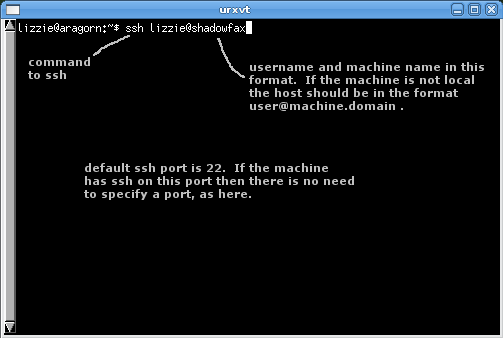 urxvt
lizzie@aragorn:~$ ssh lizzie@shadowfax
command
to ssh
username and machine name in this
format. If the machine is not local
the host should be in the format
user@machine.domain .
default ssh port is 22. If the machine
has ssh on this port then there is no need
to specify a port, as here.